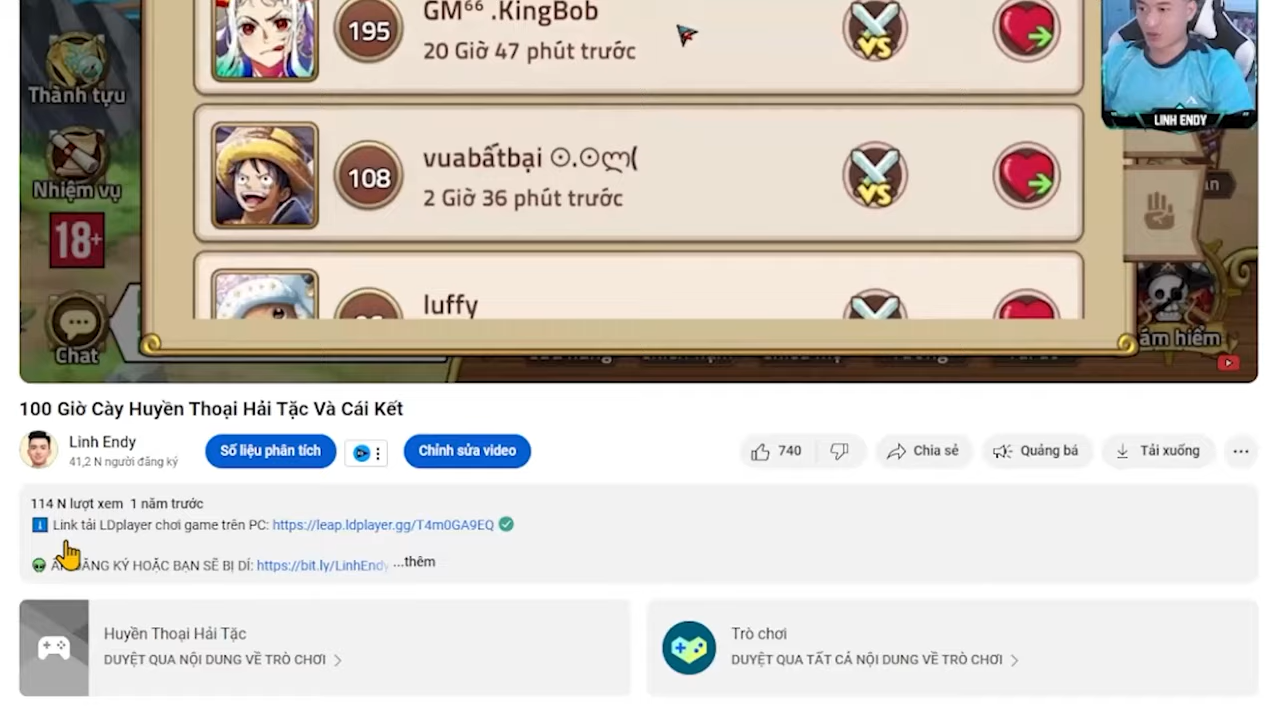 195
GM⁶⁶ .KingBob
20 Giờ 47 phút trước
VS
Thành tựu
LINH ENDY
108
vuabấtbại ⊙.⊙ღ(
2 Giờ 36 phút trước
VS
Nhiệm vụ
18+
luffy
Chat
ám hiểm
100 Giờ Cày Huyền Thoại Hải Tặc Và Cái Kết
Linh Endy
41,2 N người đăng ký
Số liệu phân tích
Chỉnh sửa video
740
Chia sẻ
Quảng bá
Tải xuống
114 N lượt xem 1 năm trước
Link tải LDplayer chơi game trên PC: https://leap.ldplayer.gg/T4m0GA9EQ
ĂNG KÝ HOẶC BẠN SẼ BỊ DÍ: https://bit.ly/LinhEndy ...thêm
Huyền Thoại Hải Tặc
DUYỆT QUA NỘI DUNG VỀ TRÒ CHƠI
Trò chơi
DUYỆT QUA TẤT CẢ NỘI DUNG VỀ TRÒ CHƠI